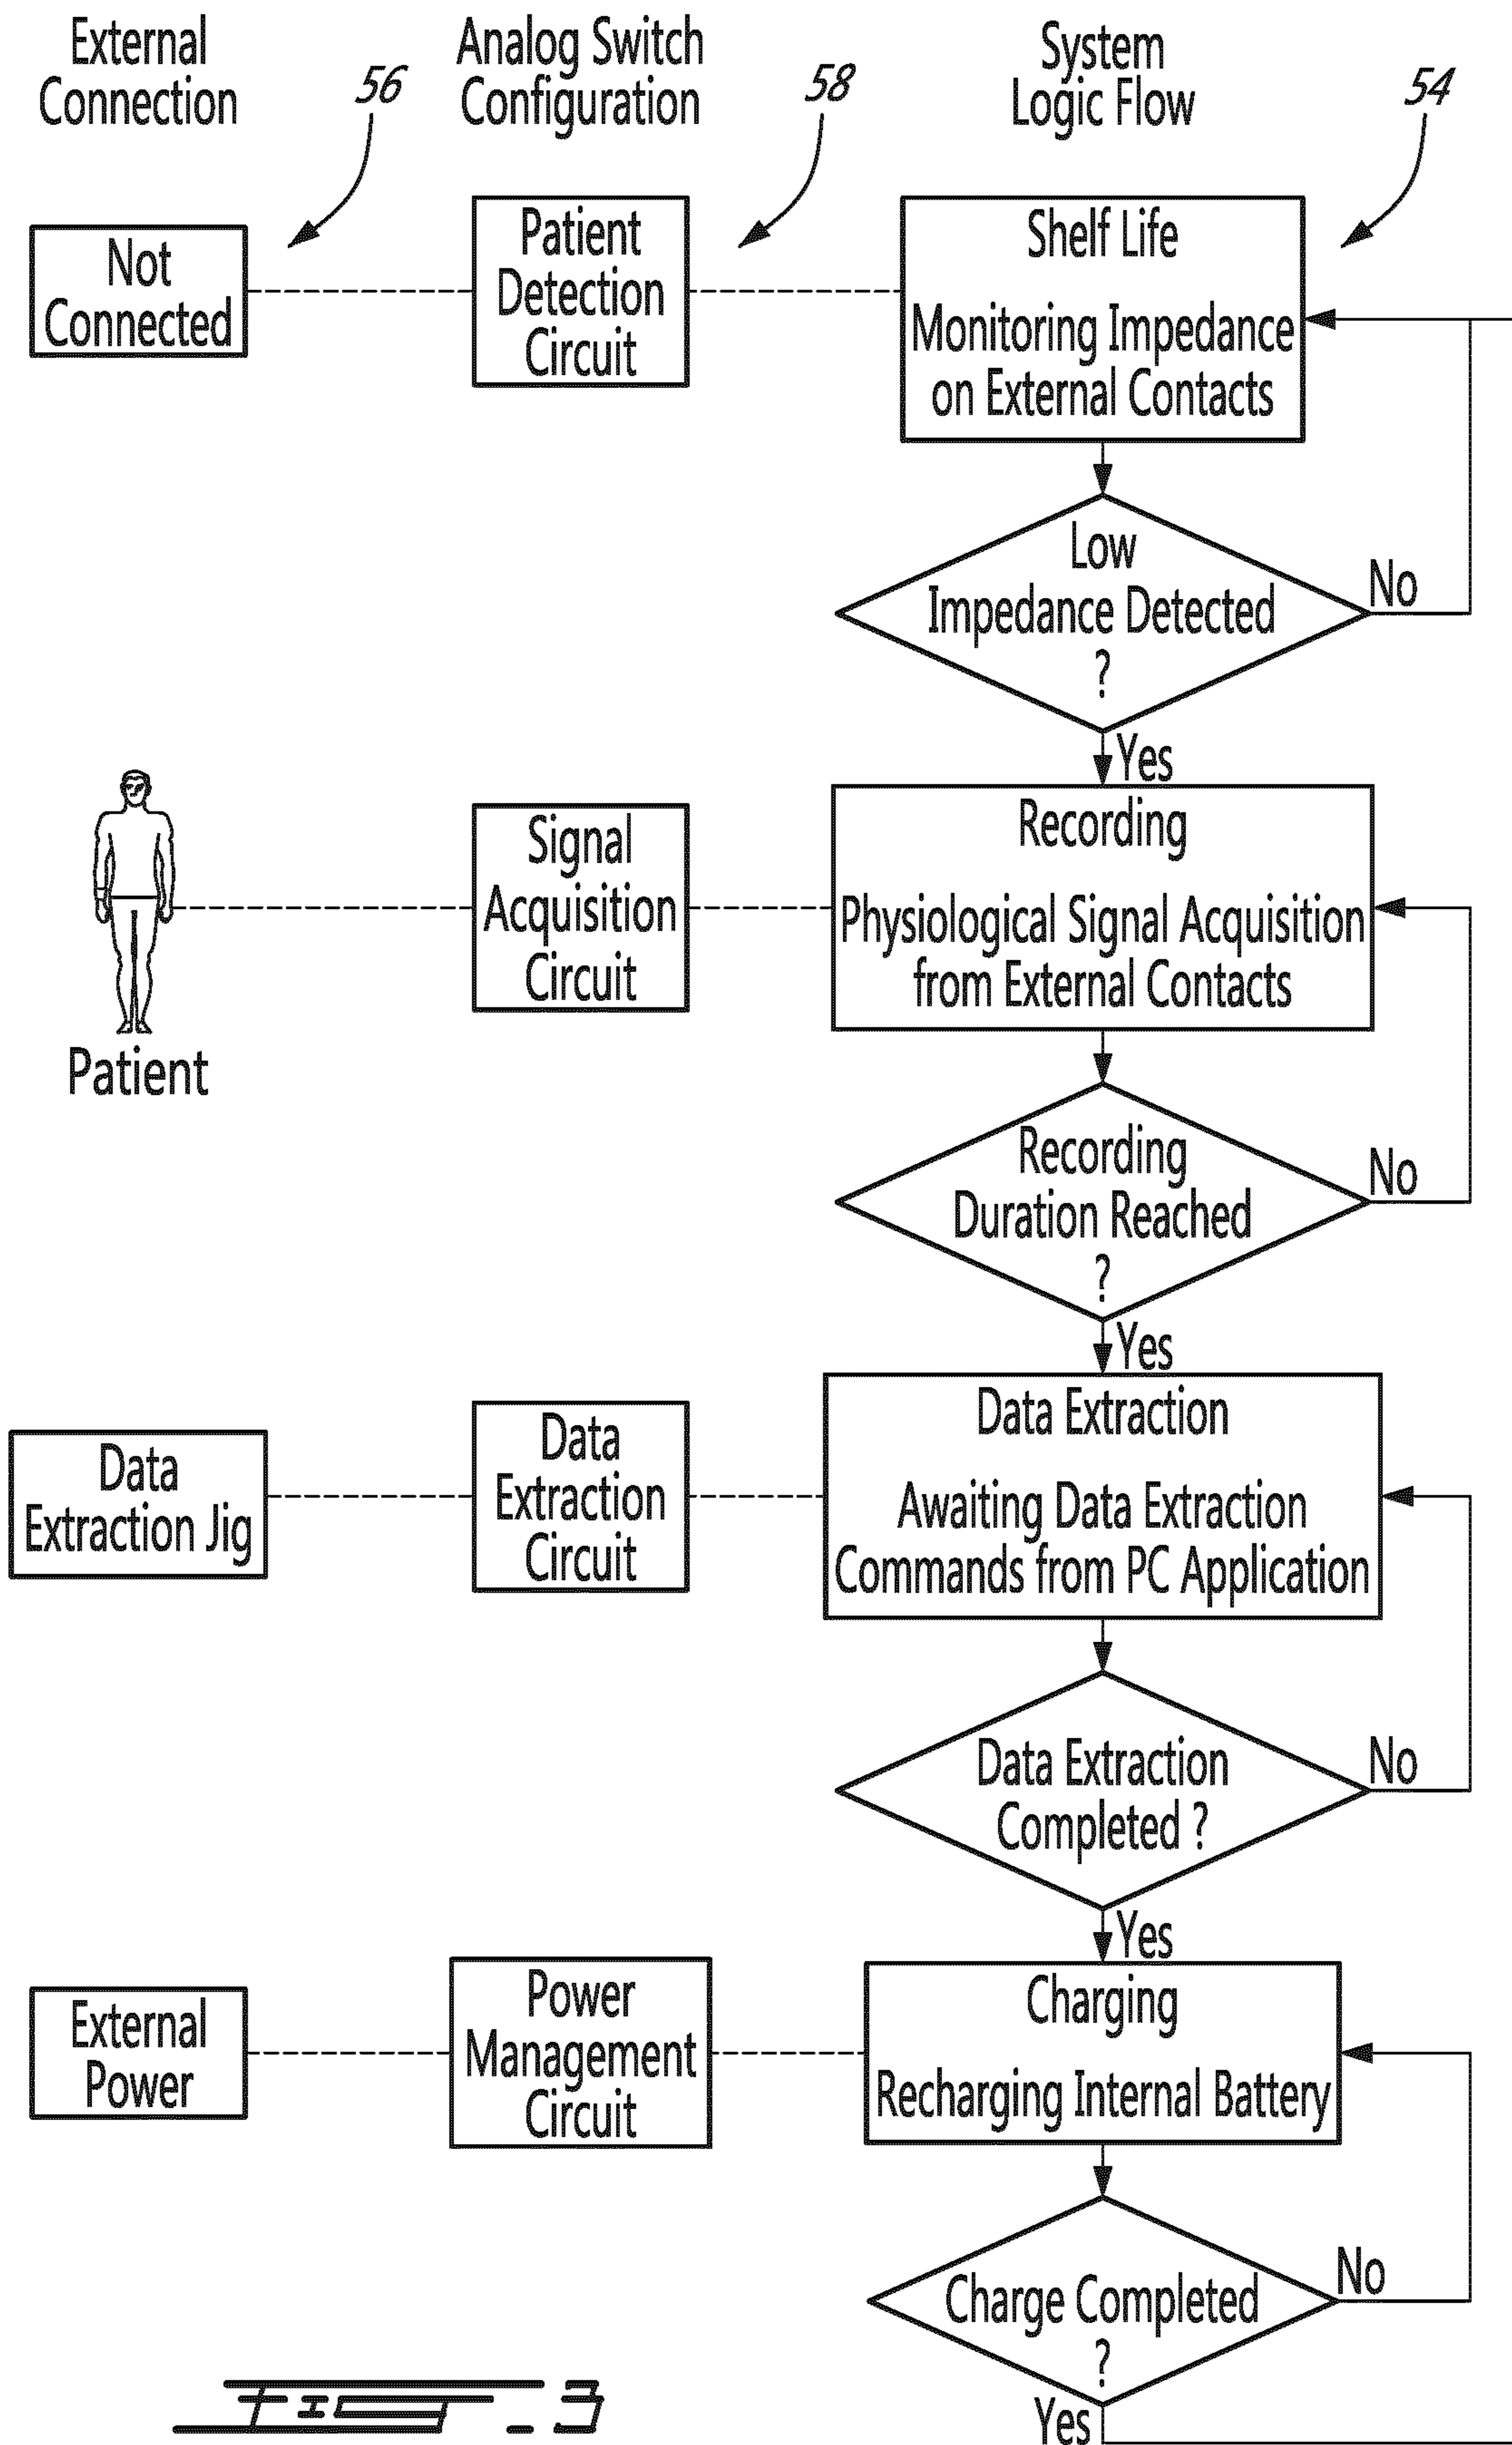 External
Connection
56
Analog Switch
Configuration
58
System
Logic Flow
54
Not
Connected
Patient
Detection
Circuit
Shelf Life
Monitoring Impedance
on External Contacts
Low
Impedance Detected
?
No
Yes
Patient
Signal
Acquisition
Circuit
Recording
Physiological Signal Acquisition
from External Contacts
Recording
Duration Reached
?
No
Yes
Data
Extraction Jig
Data
Extraction
Circuit
Data Extraction
Awaiting Data Extraction
Commands from PC Application
Data Extraction
Completed ?
No
Yes
External
Power
Power
Management
Circuit
Charging
Recharging Internal Battery
Charge Completed
?
No
Yes
FIG. 3